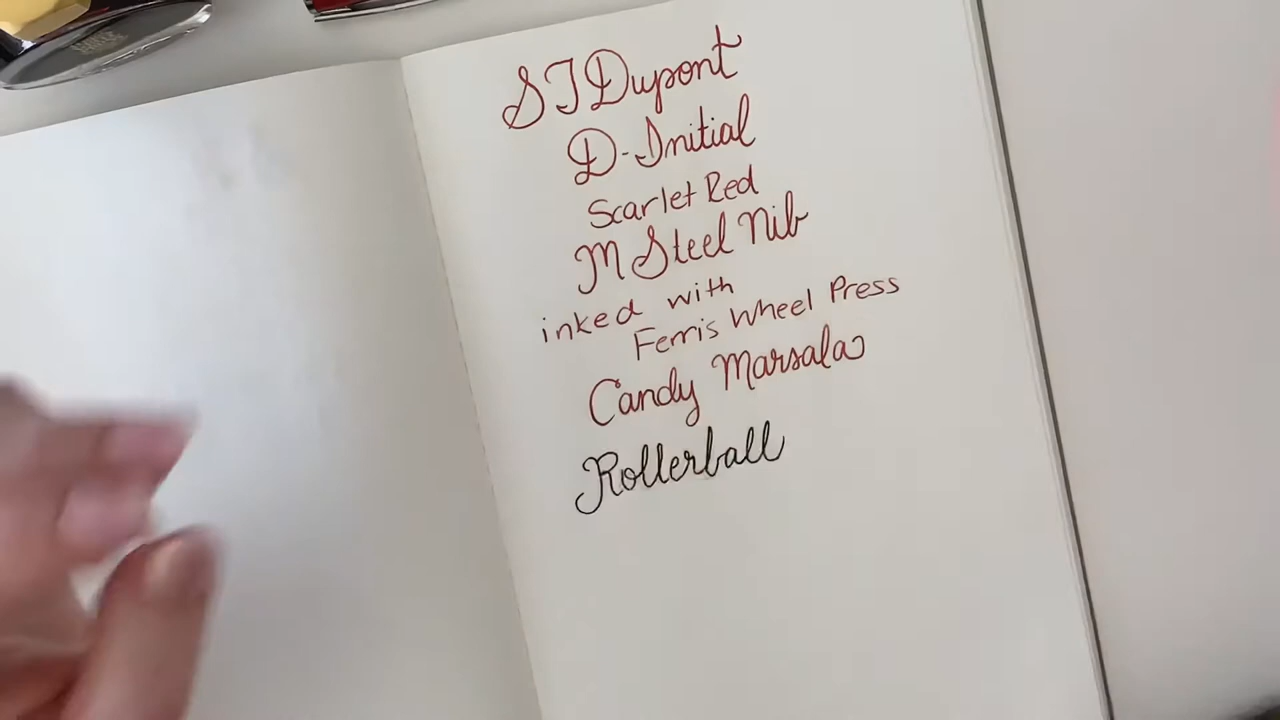 ST Dupont
D-Initial
Scarlet Red
M Steel Nib
inked with
Ferris Wheel Press
Candy Marsala
Rollerball